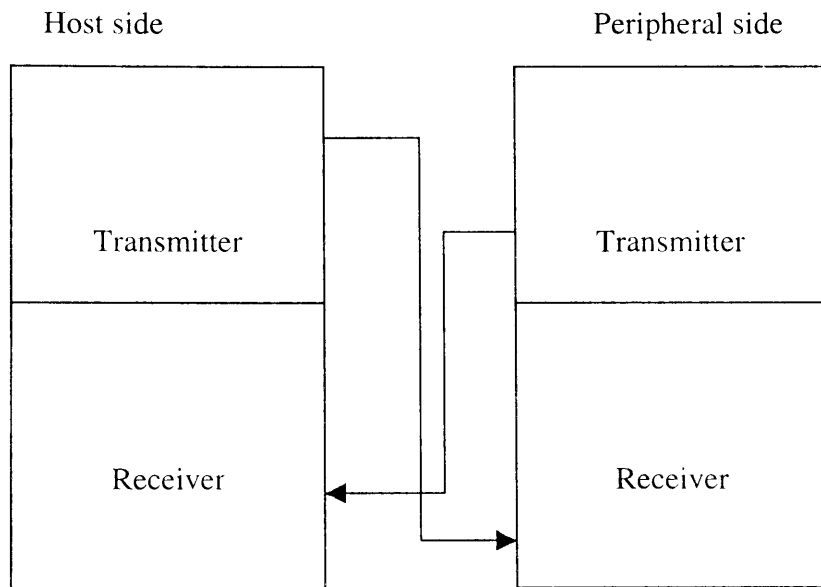 Host side
Peripheral side
Transmitter
Transmitter
Receiver
Receiver